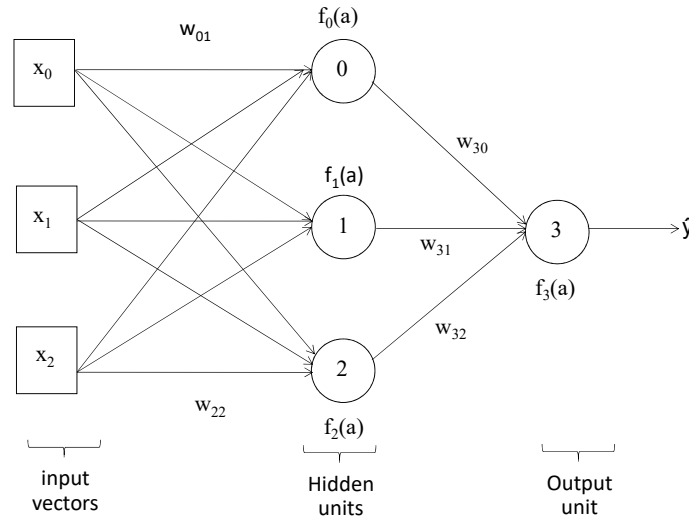 f₀(a)
w₀₁
x₀
0
w₃₀
f₁(a)
x₁
1
3
ŷ
w₃₁
f₃(a)
w₃₂
x₂
2
w₂₂
f₂(a)
input
vectors
Hidden
units
Output
unit